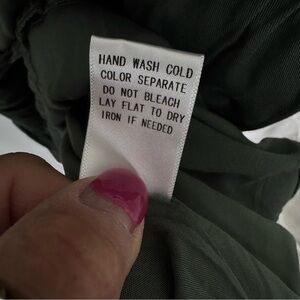 HAND WASH COLD
COLOR SEPARATE
DO NOT BLEACH
LAY FLAT TO DRY
IRON IF NEEDED